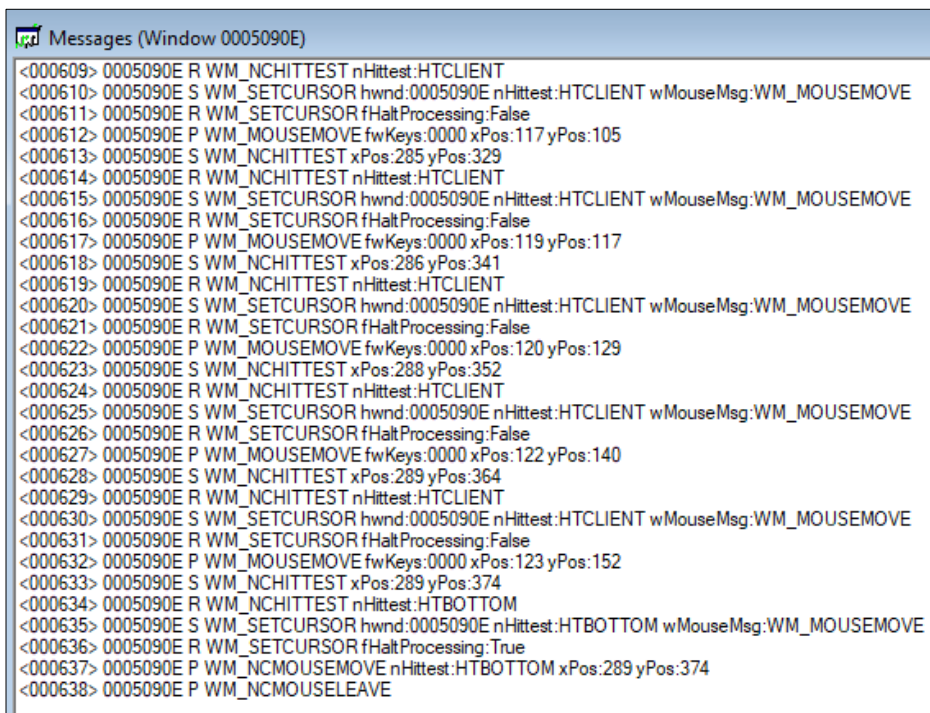 Messages (Window 0005090E)
<000609> 0005090E R WM_NCHITTEST nHittest:HTCLIENT
<000610> 0005090E S WM_SETCURSOR hwnd:0005090E nHittest:HTCLIENT wMouseMsg:WM_MOUSEMOVE
<000611> 0005090E R WM_SETCURSOR fHaltProcessing:False
<000612> 0005090E P WM_MOUSEMOVE fwKeys:0000 xPos:117 yPos:105
<000613> 0005090E S WM_NCHITTEST xPos:285 yPos:329
<000614> 0005090E R WM_NCHITTEST nHittest:HTCLIENT
<000615> 0005090E S WM_SETCURSOR hwnd:0005090E nHittest:HTCLIENT wMouseMsg:WM_MOUSEMOVE
<000616> 0005090E R WM_SETCURSOR fHaltProcessing:False
<000617> 0005090E P WM_MOUSEMOVE fwKeys:0000 xPos:119 yPos:117
<000618> 0005090E S WM_NCHITTEST xPos:286 yPos:341
<000619> 0005090E R WM_NCHITTEST nHittest:HTCLIENT
<000620> 0005090E S WM_SETCURSOR hwnd:0005090E nHittest:HTCLIENT wMouseMsg:WM_MOUSEMOVE
<000621> 0005090E R WM_SETCURSOR fHaltProcessing:False
<000622> 0005090E P WM_MOUSEMOVE fwKeys:0000 xPos:120 yPos:129
<000623> 0005090E S WM_NCHITTEST xPos:288 yPos:352
<000624> 0005090E R WM_NCHITTEST nHittest:HTCLIENT
<000625> 0005090E S WM_SETCURSOR hwnd:0005090E nHittest:HTCLIENT wMouseMsg:WM_MOUSEMOVE
<000626> 0005090E R WM_SETCURSOR fHaltProcessing:False
<000627> 0005090E P WM_MOUSEMOVE fwKeys:0000 xPos:122 yPos:140
<000628> 0005090E S WM_NCHITTEST xPos:289 yPos:364
<000629> 0005090E R WM_NCHITTEST nHittest:HTCLIENT
<000630> 0005090E S WM_SETCURSOR hwnd:0005090E nHittest:HTCLIENT wMouseMsg:WM_MOUSEMOVE
<000631> 0005090E R WM_SETCURSOR fHaltProcessing:False
<000632> 0005090E P WM_MOUSEMOVE fwKeys:0000 xPos:123 yPos:152
<000633> 0005090E S WM_NCHITTEST xPos:289 yPos:374
<000634> 0005090E R WM_NCHITTEST nHittest:HTBOTTOM
<000635> 0005090E S WM_SETCURSOR hwnd:0005090E nHittest:HTBOTTOM wMouseMsg:WM_MOUSEMOVE
<000636> 0005090E R WM_SETCURSOR fHaltProcessing:True
<000637> 0005090E P WM_NCMOUSEMOVE nHittest:HTBOTTOM xPos:289 yPos:374
<000638> 0005090E P WM_NCMOUSELEAVE